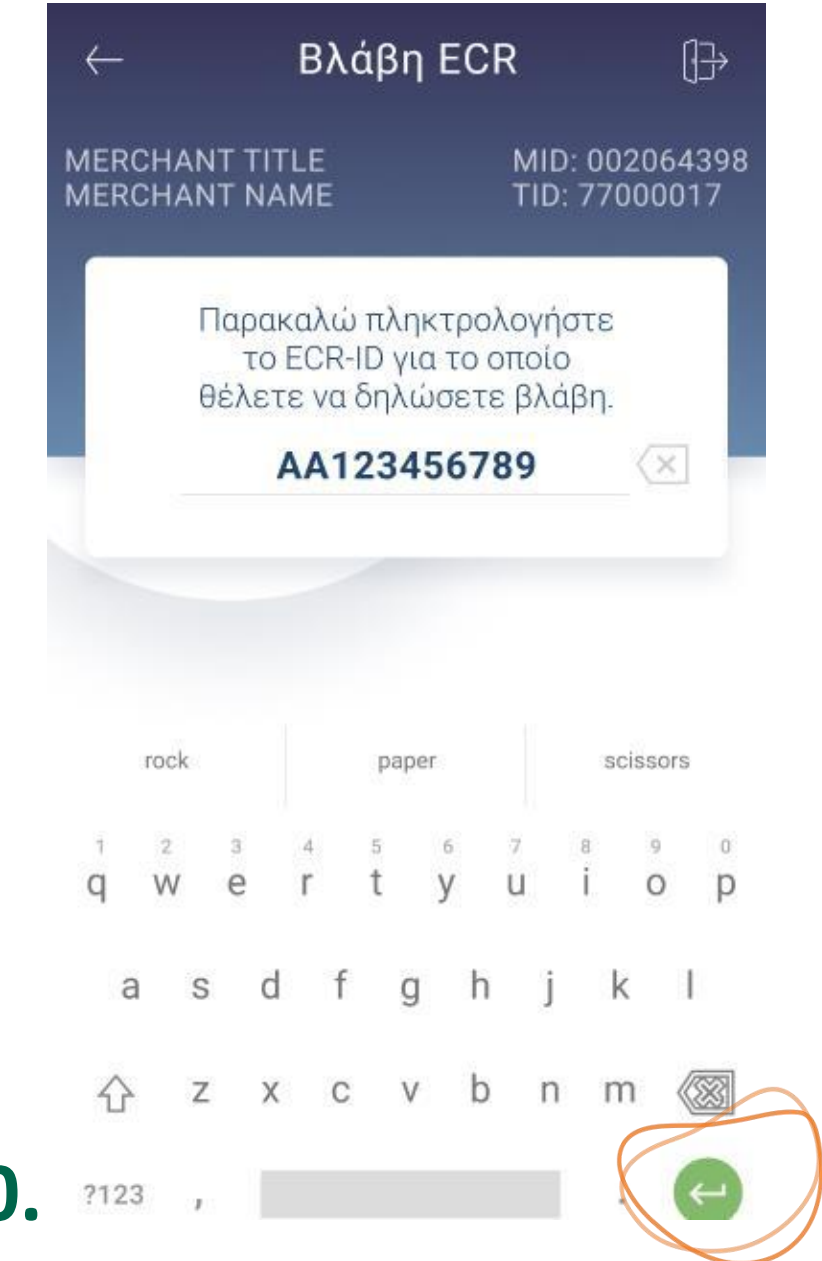 Βλάβη ECR
MERCHANT TITLE MID: 002064398
MERCHANT NAME TID: 77000017
Παρακαλώ πληκτρολογήστε
το ECR-ID για το οποίο
θέλετε να δηλώσετε βλάβη.
AA123456789
rock paper scissors
1 2 3 4 5 6 7 8 9 0
q w e r t y u i o p
a s d f g h j k l
z x c v b n m
?123 , .